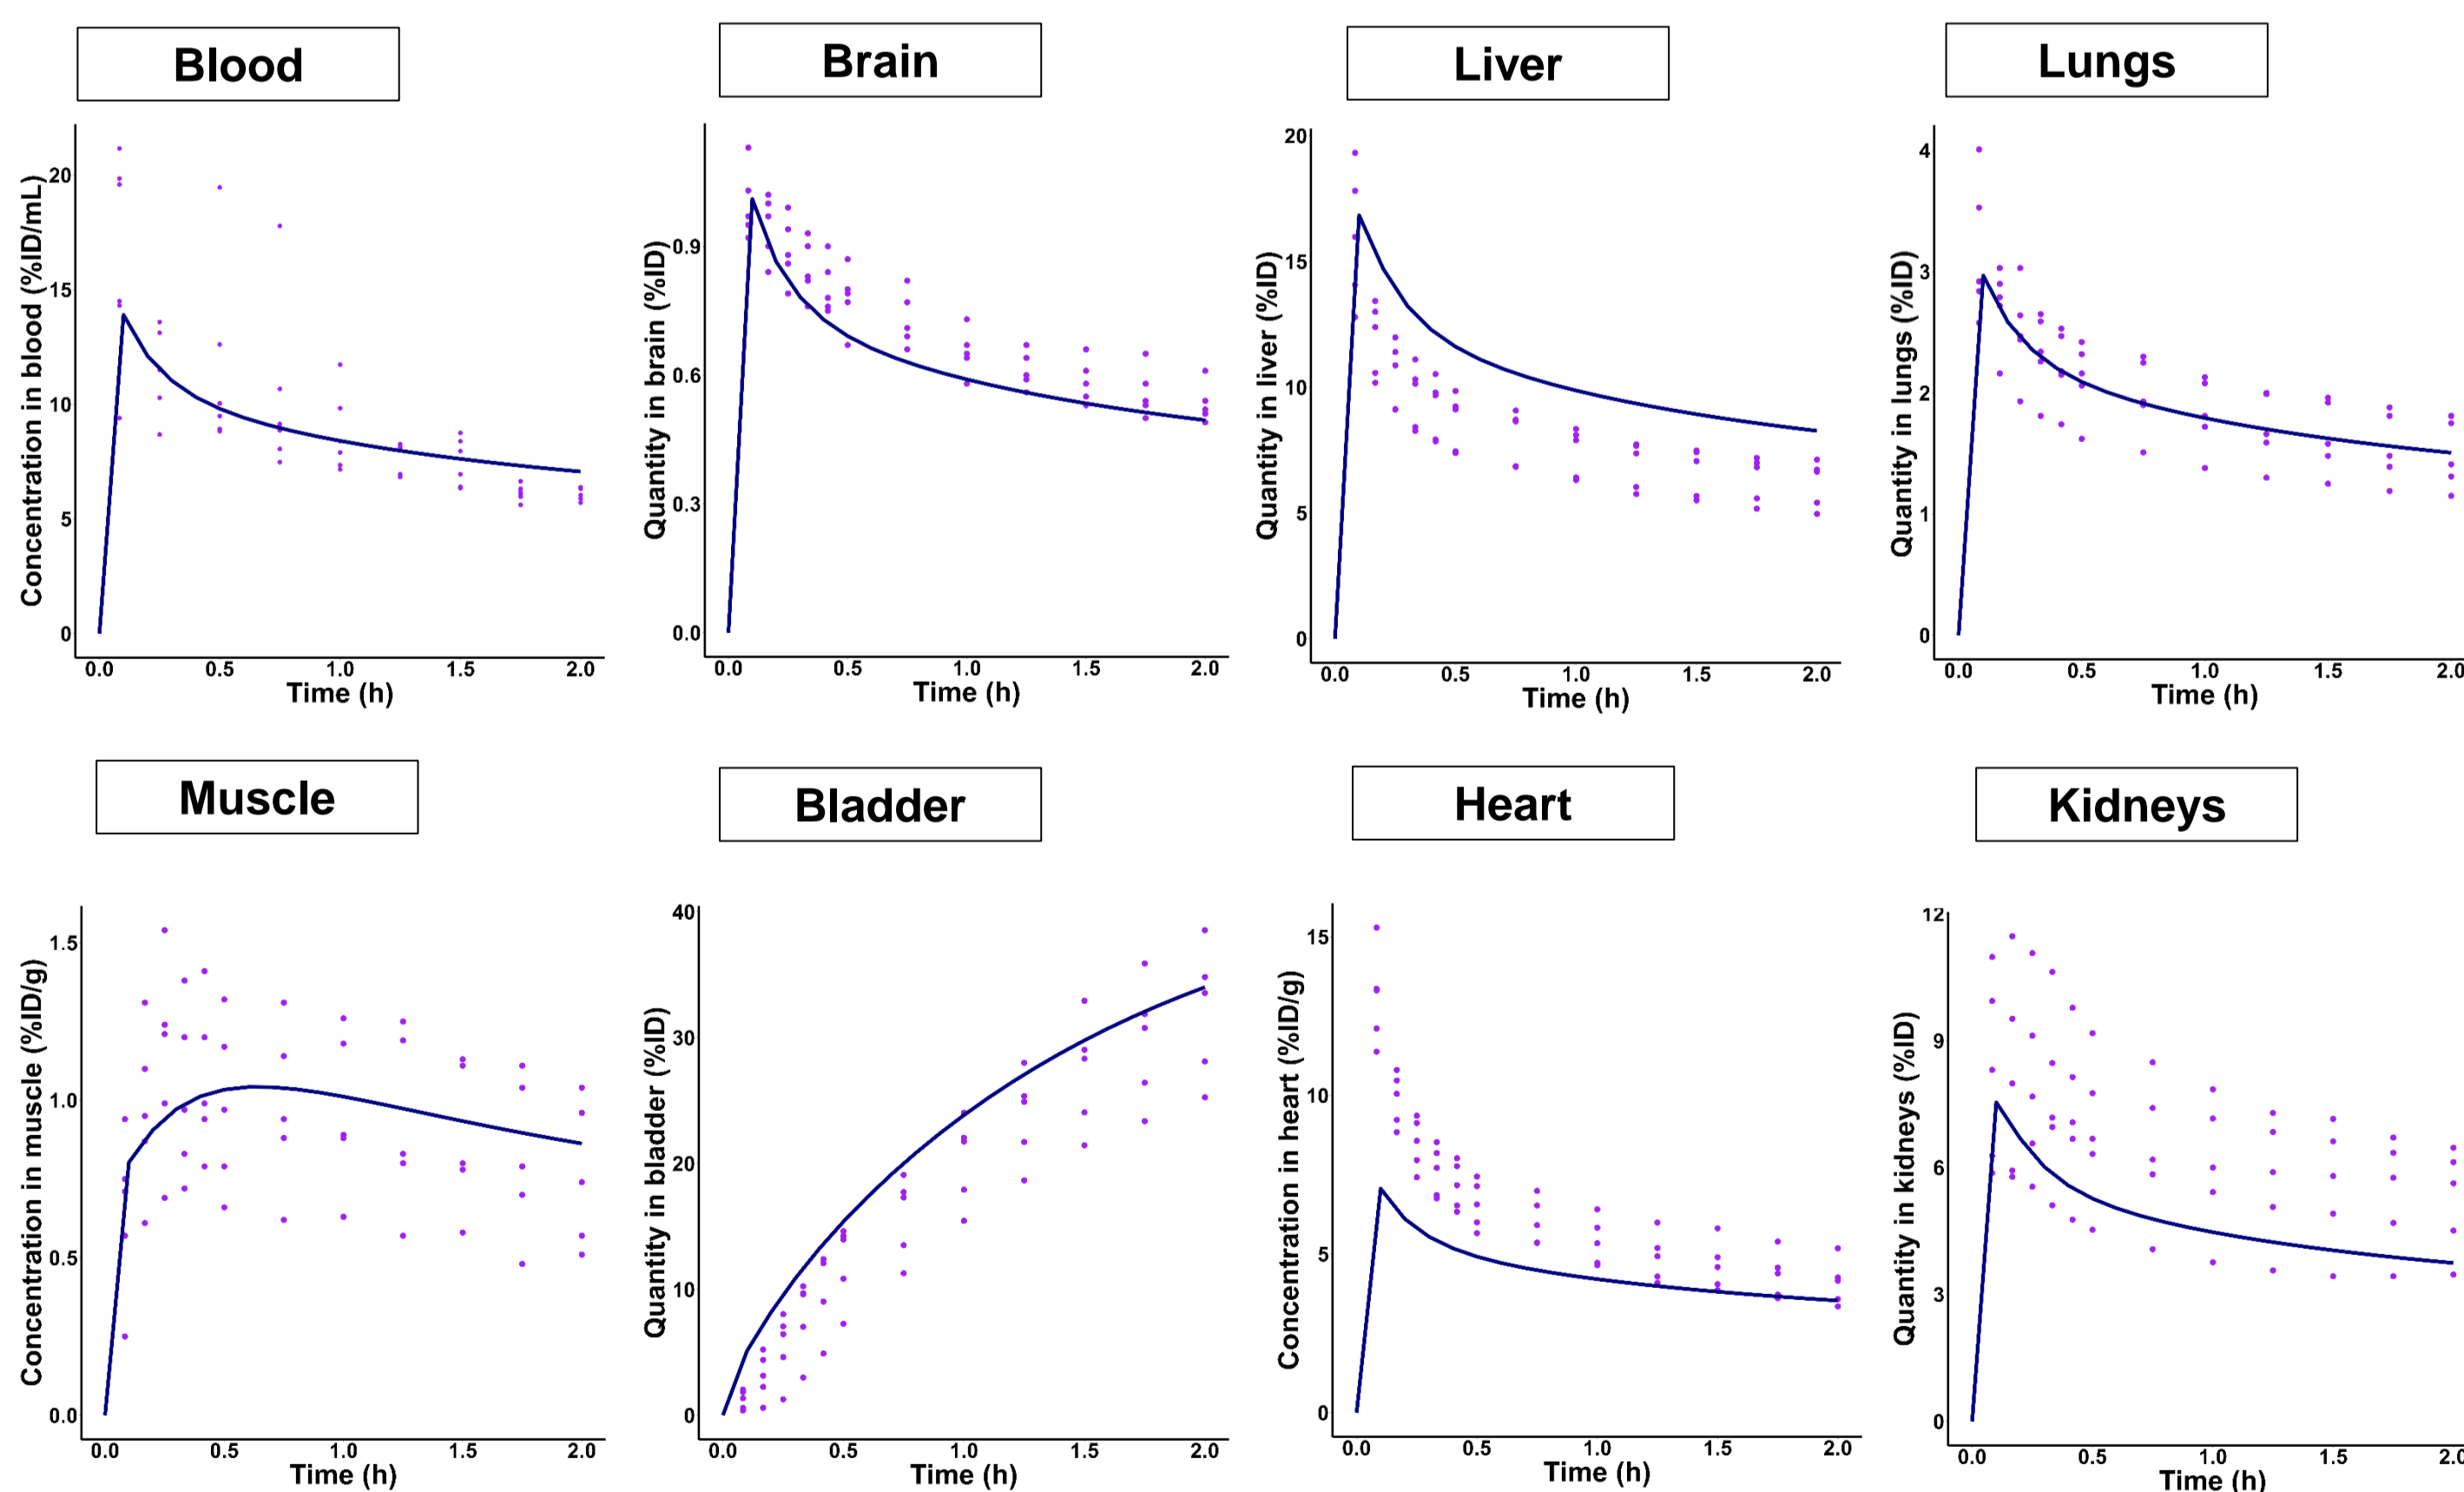 Blood
Brain
Liver
Lungs
Concentration in blood (%ID/mL)
20
15
10
5
0
0.0 0.5 1.0 1.5 2.0
Time (h)
Quantity in brain (%ID)
0.9
0.6
0.3
0.0
0.0 0.5 1.0 1.5 2.0
Time (h)
Quantity in liver (%ID)
20
15
10
5
0
0.0 0.5 1.0 1.5 2.0
Time (h)
Quantity in lungs (%ID)
4
3
2
1
0
0.0 0.5 1.0 1.5 2.0
Time (h)
Muscle
Bladder
Heart
Kidneys
Concentration in muscle (%ID/g)
1.5
1.0
0.5
0.0
0.0 0.5 1.0 1.5 2.0
Time (h)
Quantity in bladder (%ID)
40
30
20
10
0
0.0 0.5 1.0 1.5 2.0
Time (h)
Concentration in heart (%ID/g)
15
10
5
0
0.0 0.5 1.0 1.5 2.0
Time (h)
Quantity in kidneys (%ID)
12
9
6
3
0
0.0 0.5 1.0 1.5 2.0
Time (h)